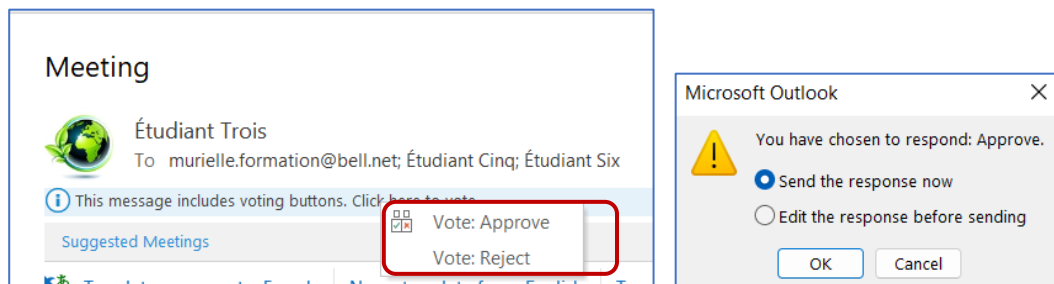 Meeting
Étudiant Trois
To murielle.formation@bell.net; Étudiant Cinq; Étudiant Six
This message includes voting buttons. Click here to vote
Vote: Approve
Vote: Reject
Suggested Meetings
Microsoft Outlook
You have chosen to respond: Approve.
Send the response now
Edit the response before sending
OK Cancel